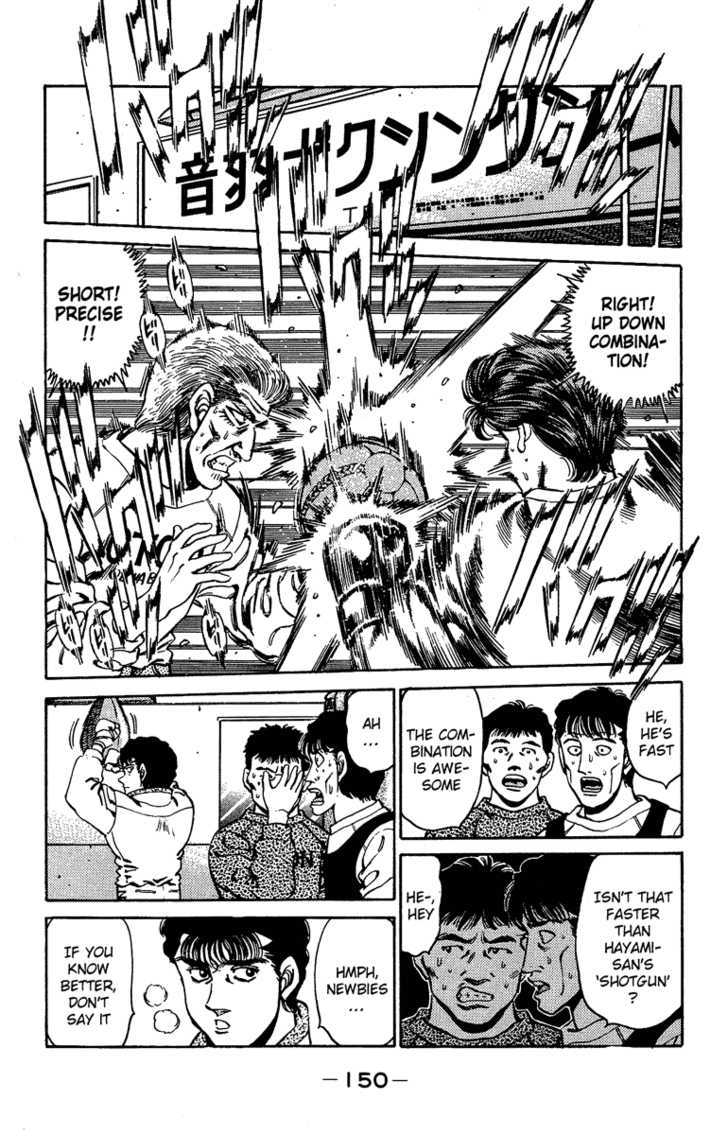 音羽ボクシング
RIGHT!
UP DOWN
COMBINA-
TION!
SHORT!
PRECISE
!!
HE,
HE'S
FAST
THE COM-
BINATION
IS AWE-
SOME
ISN'T THAT
FASTER
THAN
HAYAMI-
SAN'S
'SHOTGUN'
?
HE-,
HEY
AH
...
HMPH,
NEWBIES
...
IF YOU
KNOW
BETTER,
DON'T
SAY IT
—150—